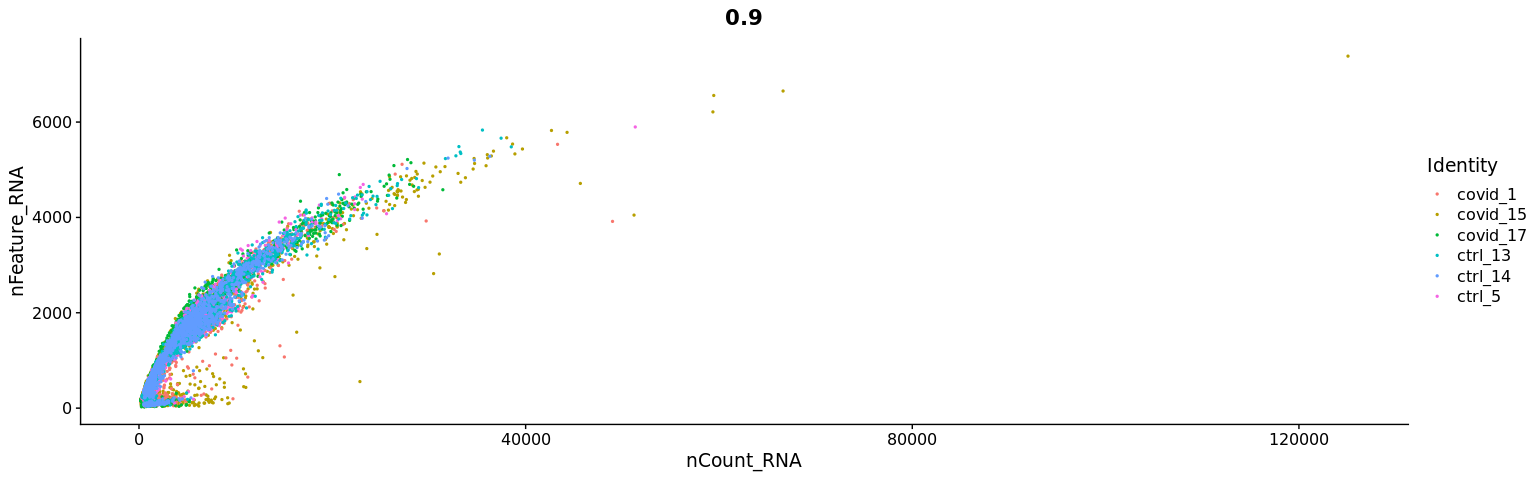 0.9
nFeature_RNA
6000
4000
2000
0
0
40000
80000
120000
nCount_RNA
Identity
covid_1
covid_15
covid_17
ctrl_13
ctrl_14
ctrl_5